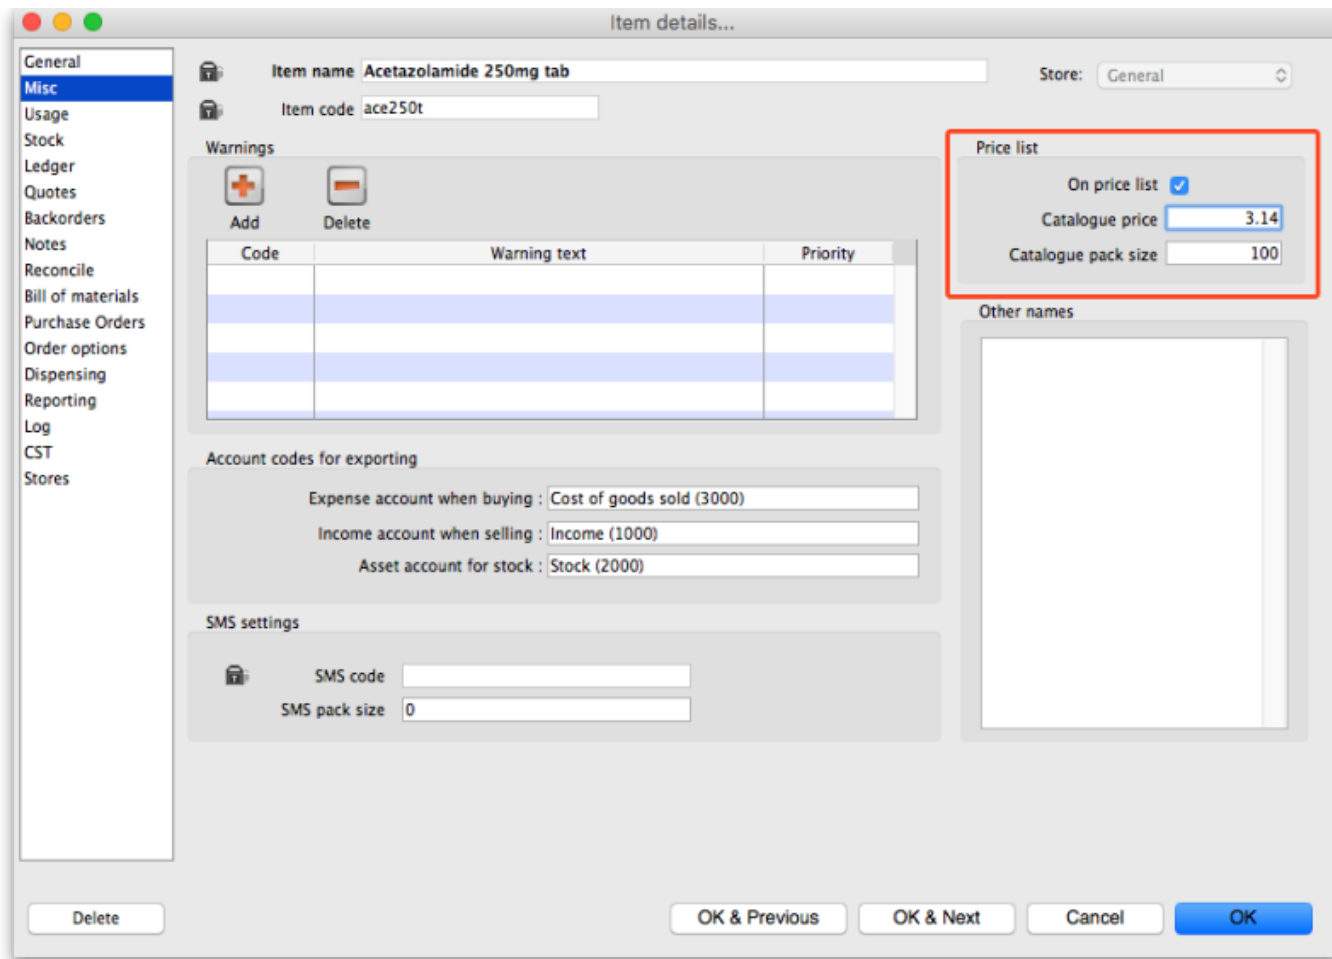 Item details...
General
Misc
Usage
Stock
Ledger
Quotes
Backorders
Notes
Reconcile
Bill of materials
Purchase Orders
Order options
Dispensing
Reporting
Log
CST
Stores
Item name Acetazolamide 250mg tab
Store: General
Item code ace250t
Warnings
Add Delete
Code Warning text Priority
Price list
On price list
Catalogue price 3.14
Catalogue pack size 100
Other names
Account codes for exporting
Expense account when buying : Cost of goods sold (3000)
Income account when selling : Income (1000)
Asset account for stock : Stock (2000)
SMS settings
SMS code
SMS pack size 0
Delete OK & Previous OK & Next Cancel OK